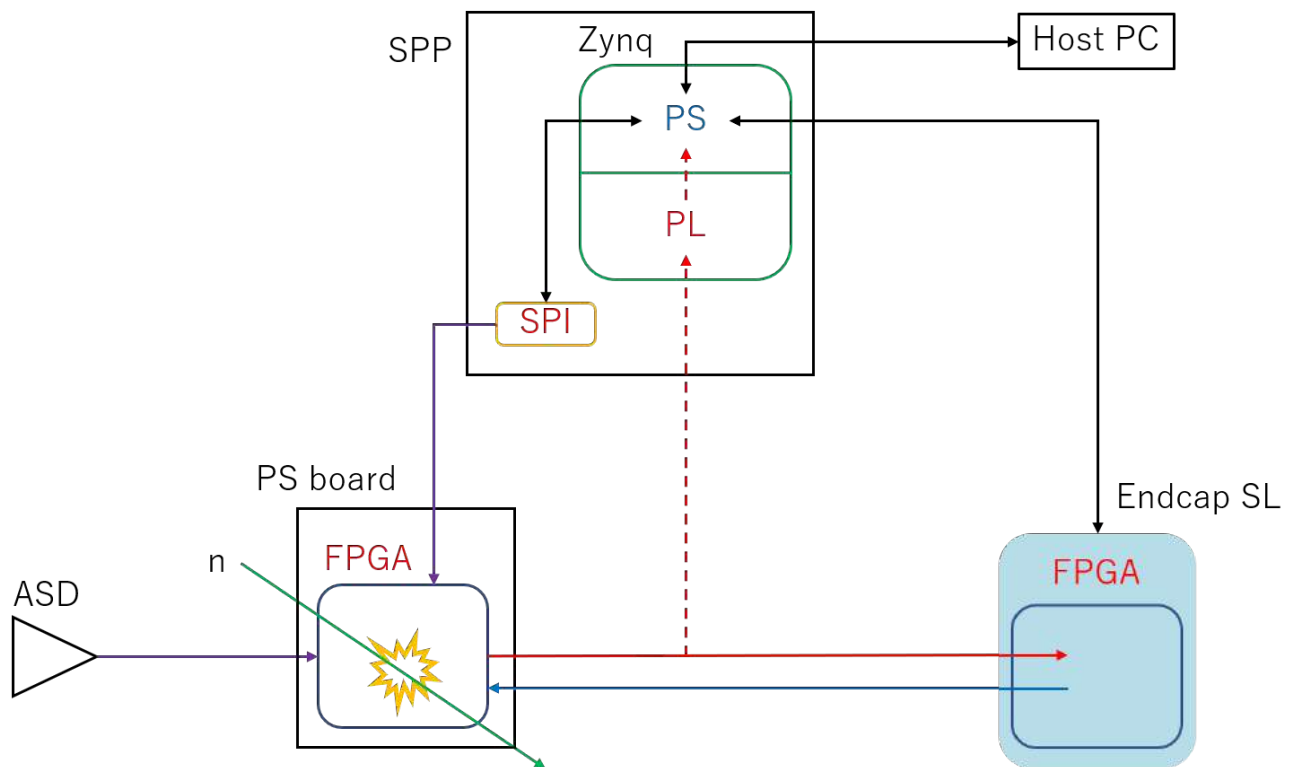 SPP
Zynq
Host PC
PS
PL
SPI
PS board
Endcap SL
n
FPGA
FPGA
ASD